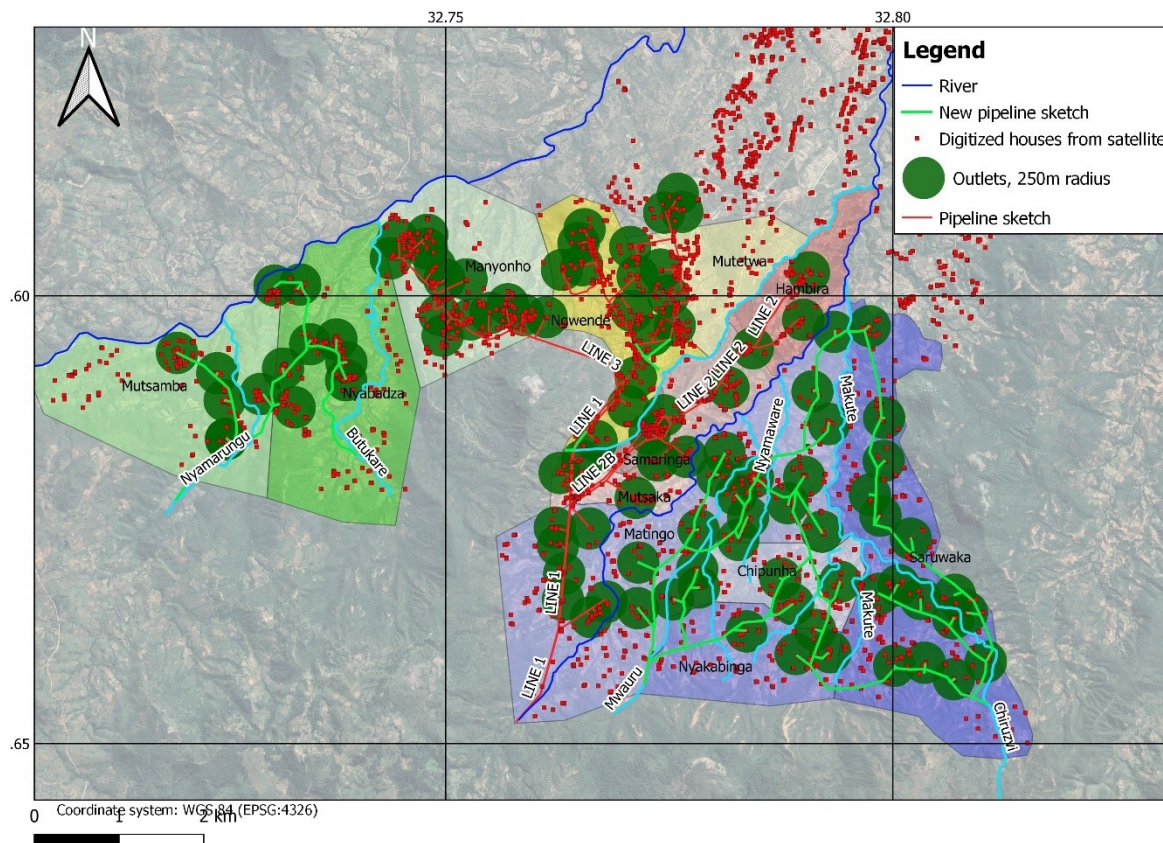 32.75
32.80
N
Legend
River
New pipeline sketch
Digitized houses from satellite
Outlets, 250m radius
Pipeline sketch
Mutetwa
Manyonho
Hambira
.60
Ngwende
LINE 2
LINE 3
LINE 2
LINE 2
Mutsamba
Nyabadza
Makute
LINE 1
Nyamaware
Butukare
Nyamarungu
Samaringa
LINE 2B
Mutsaka
Matingo
Saruwaka
Chipunha
LINE 1
Makute
Nyakabinga
LINE 1
Mwauru
Chiruzvi
.65
Coordinate system: WGS 84 (EPSG:4326)
0 1 2 km